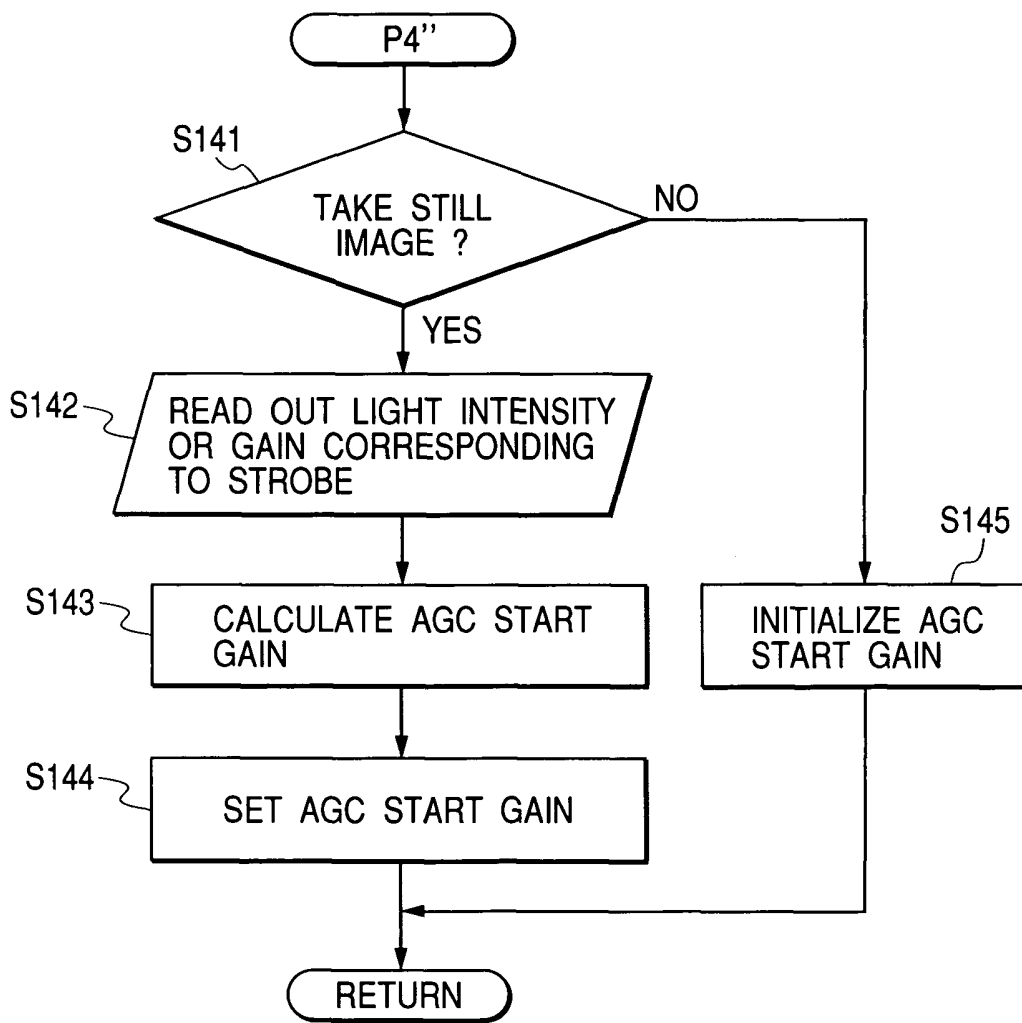 P4''
S141
TAKE STILL
IMAGE ?
NO
YES
S142
READ OUT LIGHT INTENSITY
OR GAIN CORRESPONDING
TO STROBE
S143
CALCULATE AGC START
GAIN
S145
INITIALIZE AGC
START GAIN
S144
SET AGC START GAIN
RETURN